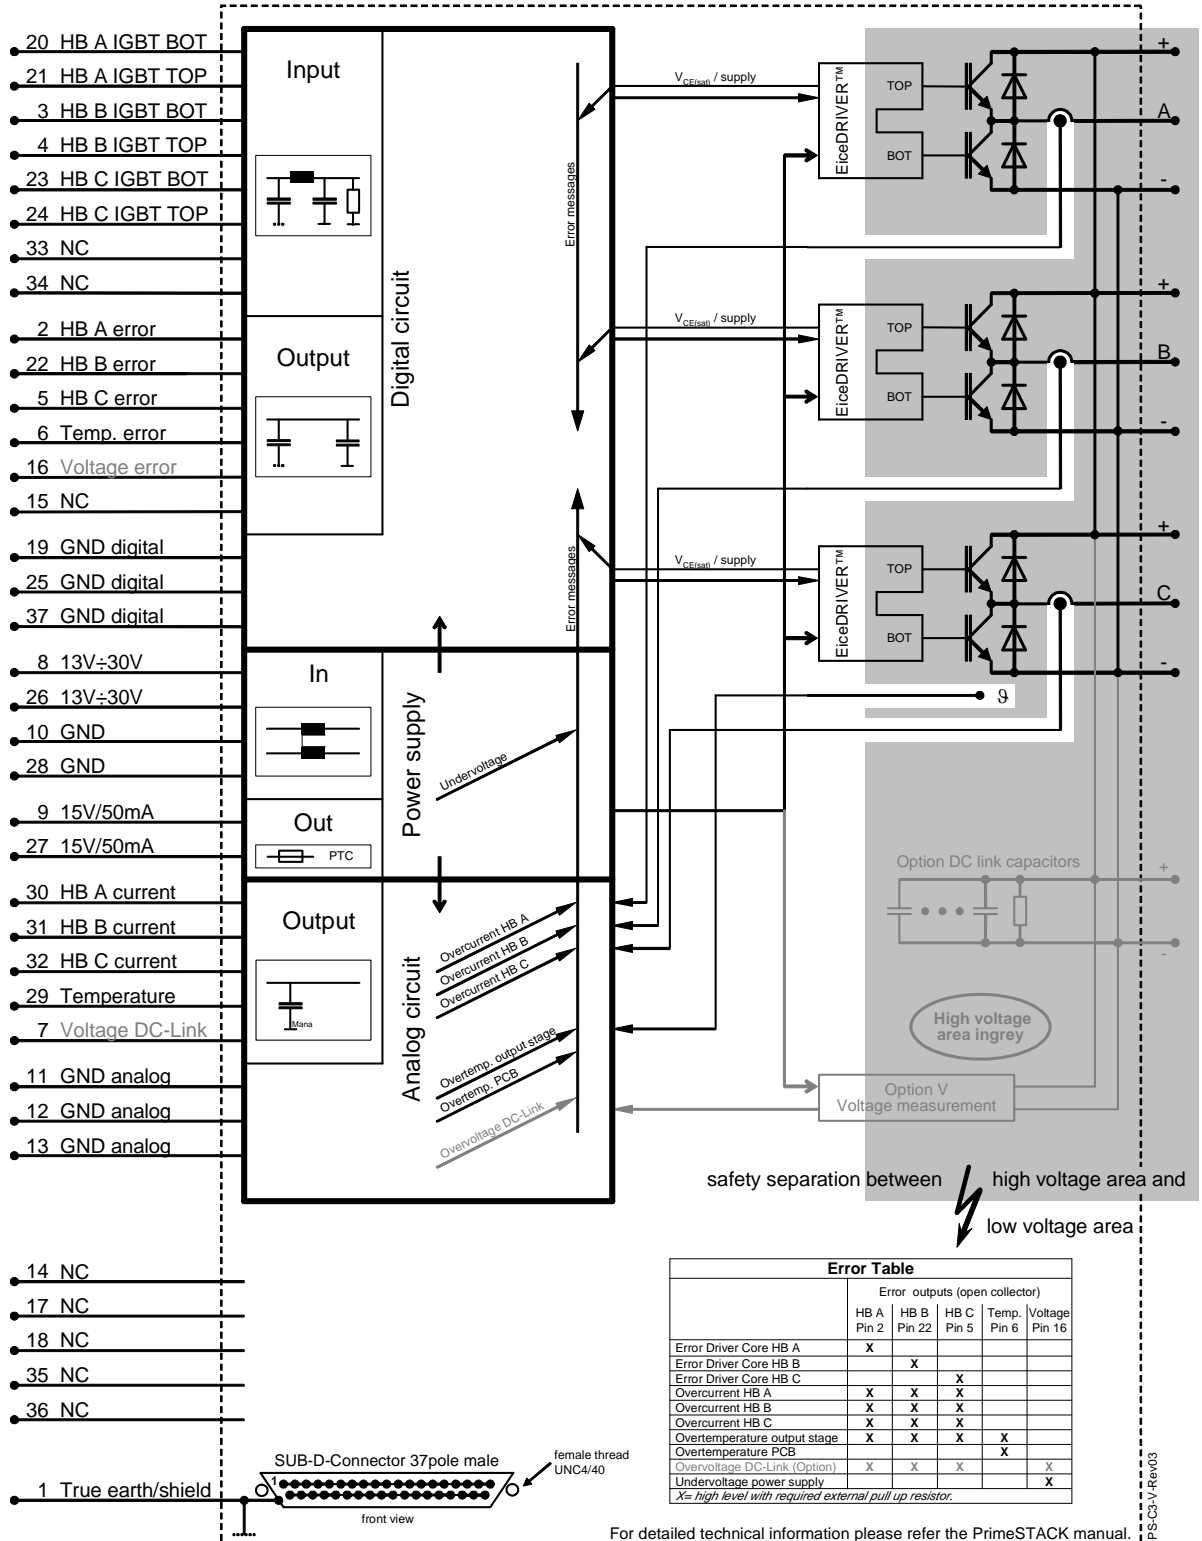 20 HB A IGBT BOT
21 HB A IGBT TOP
3 HB B IGBT BOT
4 HB B IGBT TOP
23 HB C IGBT BOT
24 HB C IGBT TOP
33 NC
34 NC
2 HB A error
22 HB B error
5 HB C error
6 Temp. error
16 Voltage error
15 NC
19 GND digital
25 GND digital
37 GND digital
8 13V÷30V
26 13V÷30V
10 GND
28 GND
9 15V/50mA
27 15V/50mA
30 HB A current
31 HB B current
32 HB C current
29 Temperature
7 Voltage DC-Link
11 GND analog
12 GND analog
13 GND analog
14 NC
17 NC
18 NC
35 NC
36 NC
1 True earth/shield
Input
Output
Digital circuit
Error messages
Error messages
In
Out
PTC
Power supply
Undervoltage
Output
Mana
Analog circuit
Overcurrent HB A
Overcurrent HB B
Overcurrent HB C
Overtemp. output stage
Overtemp. PCB
Overvoltage DC-Link
VCE(sat) / supply
EiceDRIVER™
TOP
BOT
+
A
-
VCE(sat) / supply
EiceDRIVER™
TOP
BOT
+
B
-
VCE(sat) / supply
EiceDRIVER™
TOP
BOT
+
C
-
ϑ
Option DC link capacitors
+
-
High voltage
area ingrey
Option V
Voltage measurement
safety separation between high voltage area and
low voltage area
Error Table
Error outputs (open collector)
HB A HB B HB C Temp. Voltage
Pin 2 Pin 22 Pin 5 Pin 6 Pin 16
Error Driver Core HB A X
Error Driver Core HB B X
Error Driver Core HB C X
Overcurrent HB A X X X
Overcurrent HB B X X X
Overcurrent HB C X X X
Overtemperature output stage X X X X
Overtemperature PCB X
Overvoltage DC-Link (Option) X X X X
Undervoltage power supply X
X= high level with required external pull up resistor.
SUB-D-Connector 37pole male
1
front view
female thread
UNC4/40
For detailed technical information please refer the PrimeSTACK manual.
PS-C3-V-Rev03